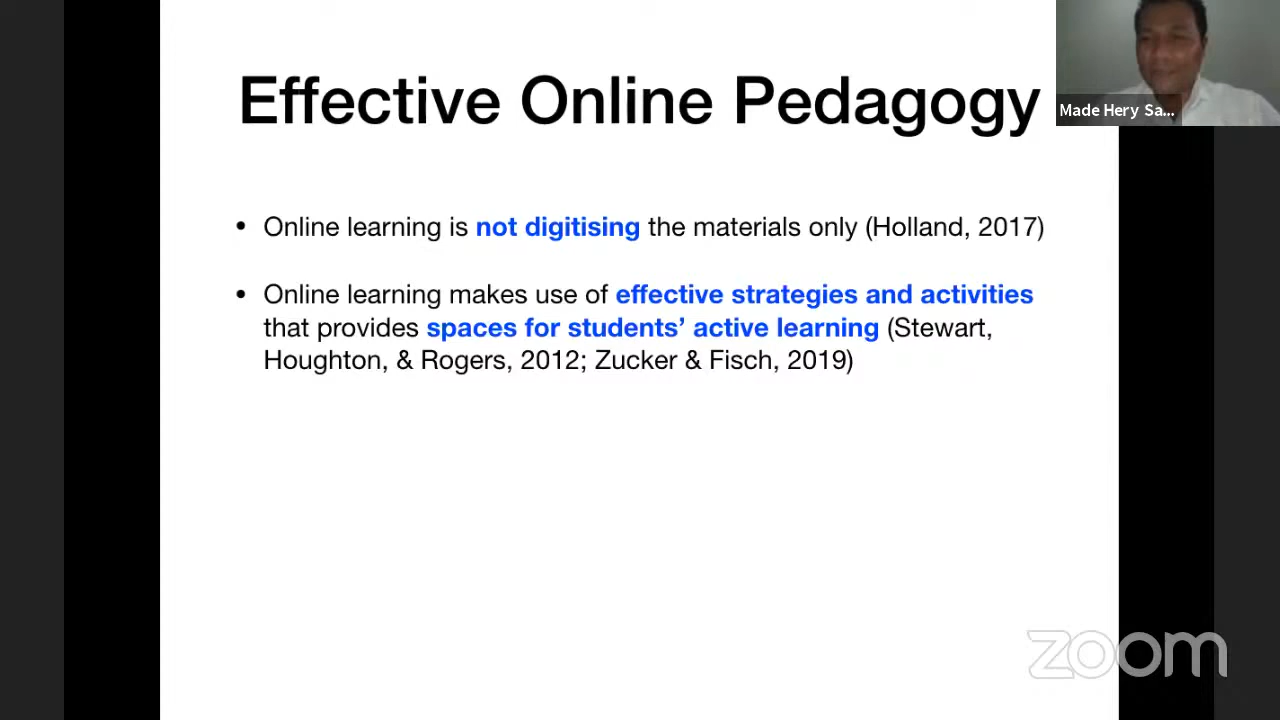 Effective Online Pedagogy
Made Hery Sa...
• Online learning is not digitising the materials only (Holland, 2017)
• Online learning makes use of effective strategies and activities
that provides spaces for students’ active learning (Stewart,
Houghton, & Rogers, 2012; Zucker & Fisch, 2019)
zoom